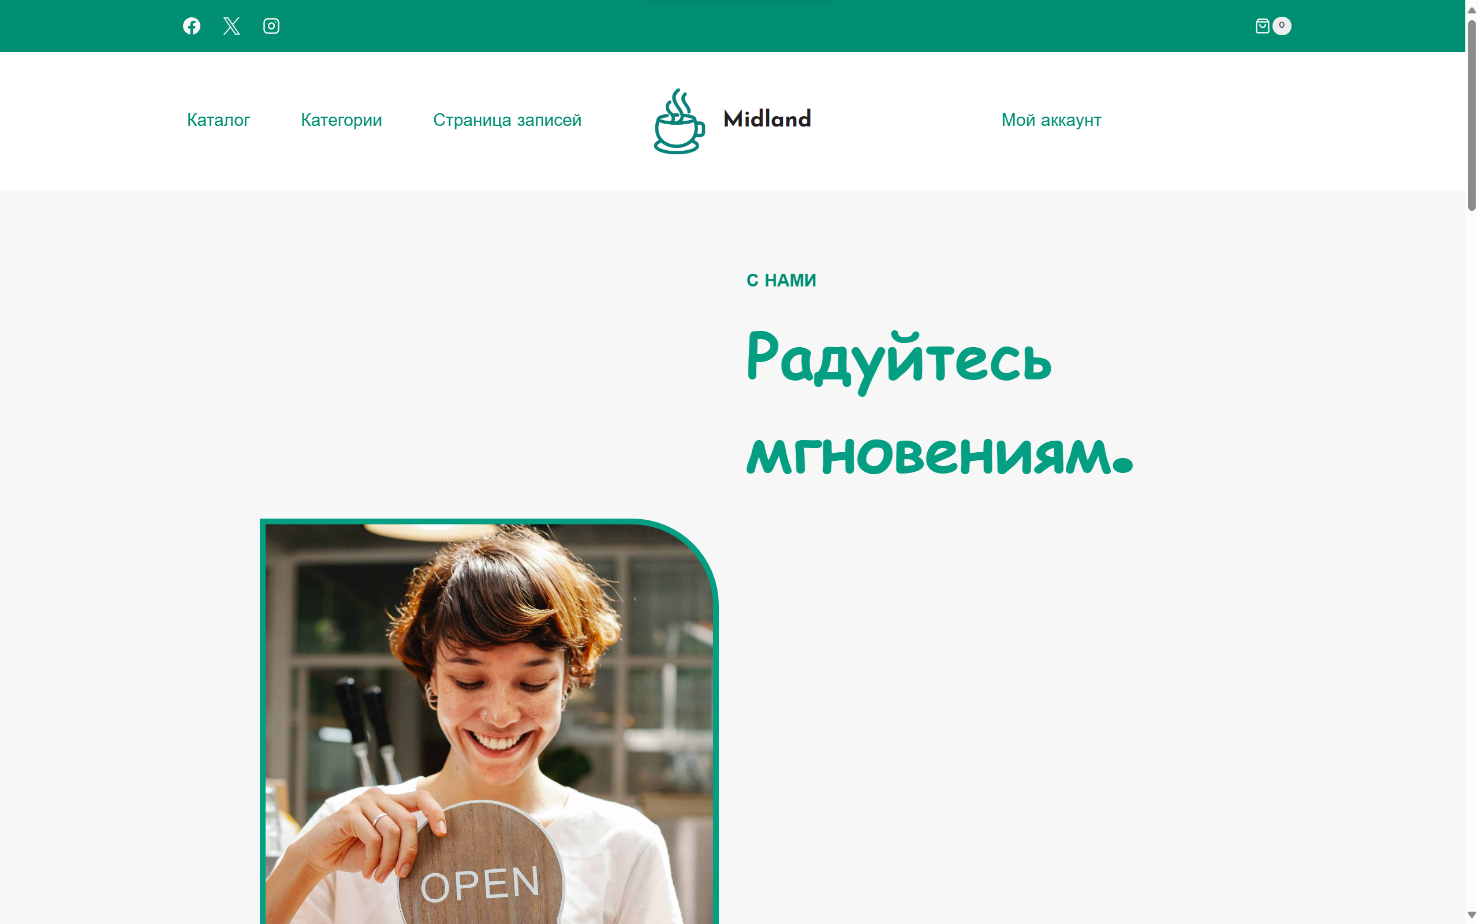 0
Каталог
Категории
Страница записей
Midland
Мой аккаунт
С НАМИ
Радуйтесь
мгновениям.
OPEN